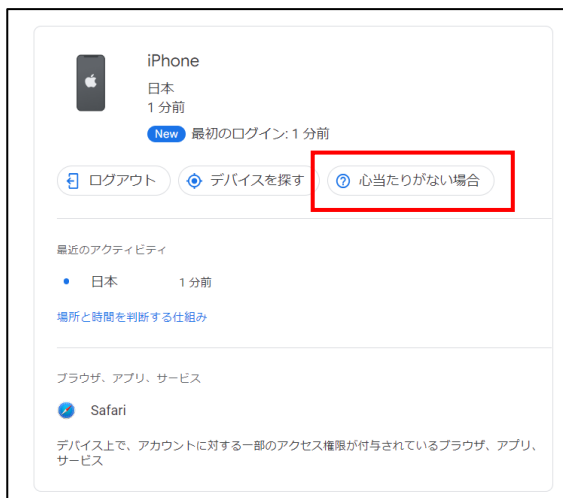 iPhone
日本
1 分前
New 最初のログイン: 1 分前
ログアウト デバイスを探す 心当たりがない場合
最近のアクティビティ
日本 1 分前
場所と時間を判断する仕組み
ブラウザ、アプリ、サービス
Safari
デバイス上で、アカウントに対する一部のアクセス権限が付与されているブラウザ、アプリ、
サービス